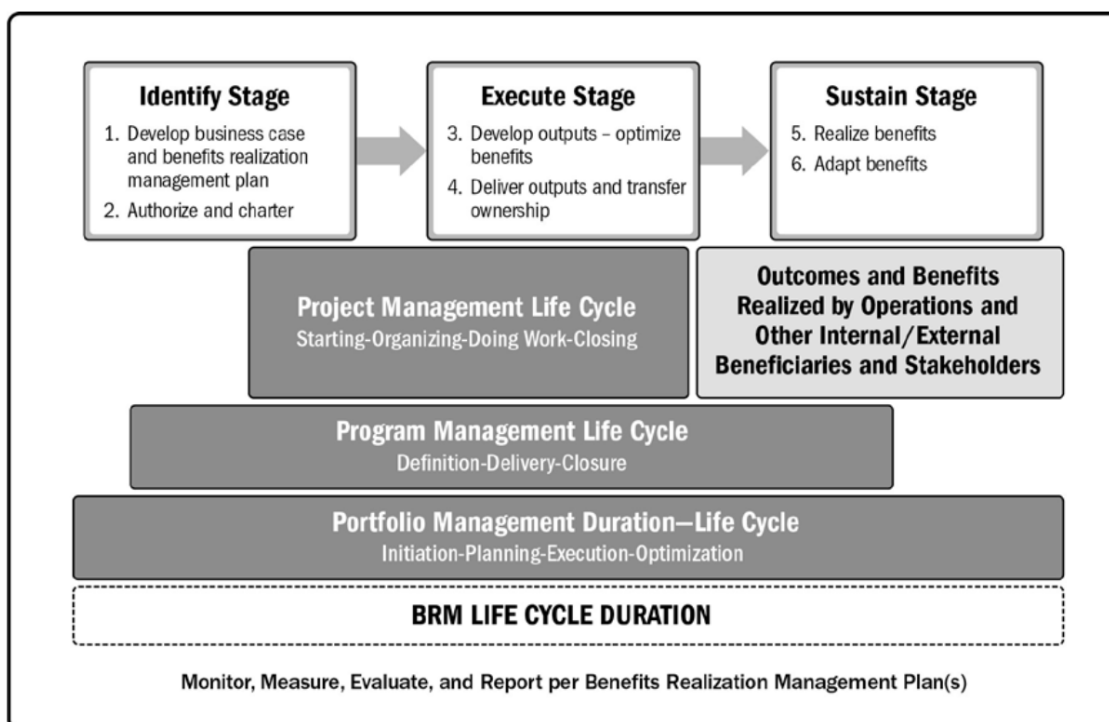 Identify Stage
1. Develop business case
and benefits realization
management plan
2. Authorize and charter
Execute Stage
3. Develop outputs – optimize
benefits
4. Deliver outputs and transfer
ownership
Sustain Stage
5. Realize benefits
6. Adapt benefits
Project Management Life Cycle
Starting-Organizing-Doing Work-Closing
Outcomes and Benefits
Realized by Operations and
Other Internal/External
Beneficiaries and Stakeholders
Program Management Life Cycle
Definition-Delivery-Closure
Portfolio Management Duration—Life Cycle
Initiation-Planning-Execution-Optimization
BRM LIFE CYCLE DURATION
Monitor, Measure, Evaluate, and Report per Benefits Realization Management Plan(s)